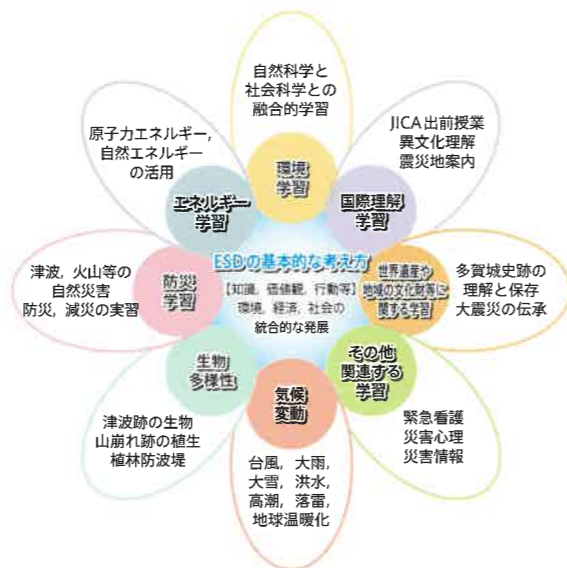 自然科学と
社会科学との
融合的学習
環境
学習
JICA出前授業
異文化理解
震災地案内
国際理解
学習
多賀城史跡の
理解と保存
大震災の伝承
世界遺産や
地域の文化財等に
関する学習
緊急看護
災害心理
災害情報
その他
関連する
学習
台風，大雨，
大雪，洪水，
高潮，落雷，
地球温暖化
気候
変動
津波跡の生物
山崩れ跡の植生
植林防波堤
生物
多様性
津波，火山等の
自然災害
防災，減災の実習
防災
学習
原子力エネルギー，
自然エネルギー
の活用
エネルギー
学習
ESDの基本的な考え方
【知識，価値観，行動等】
環境，経済，社会の
統合的な発展